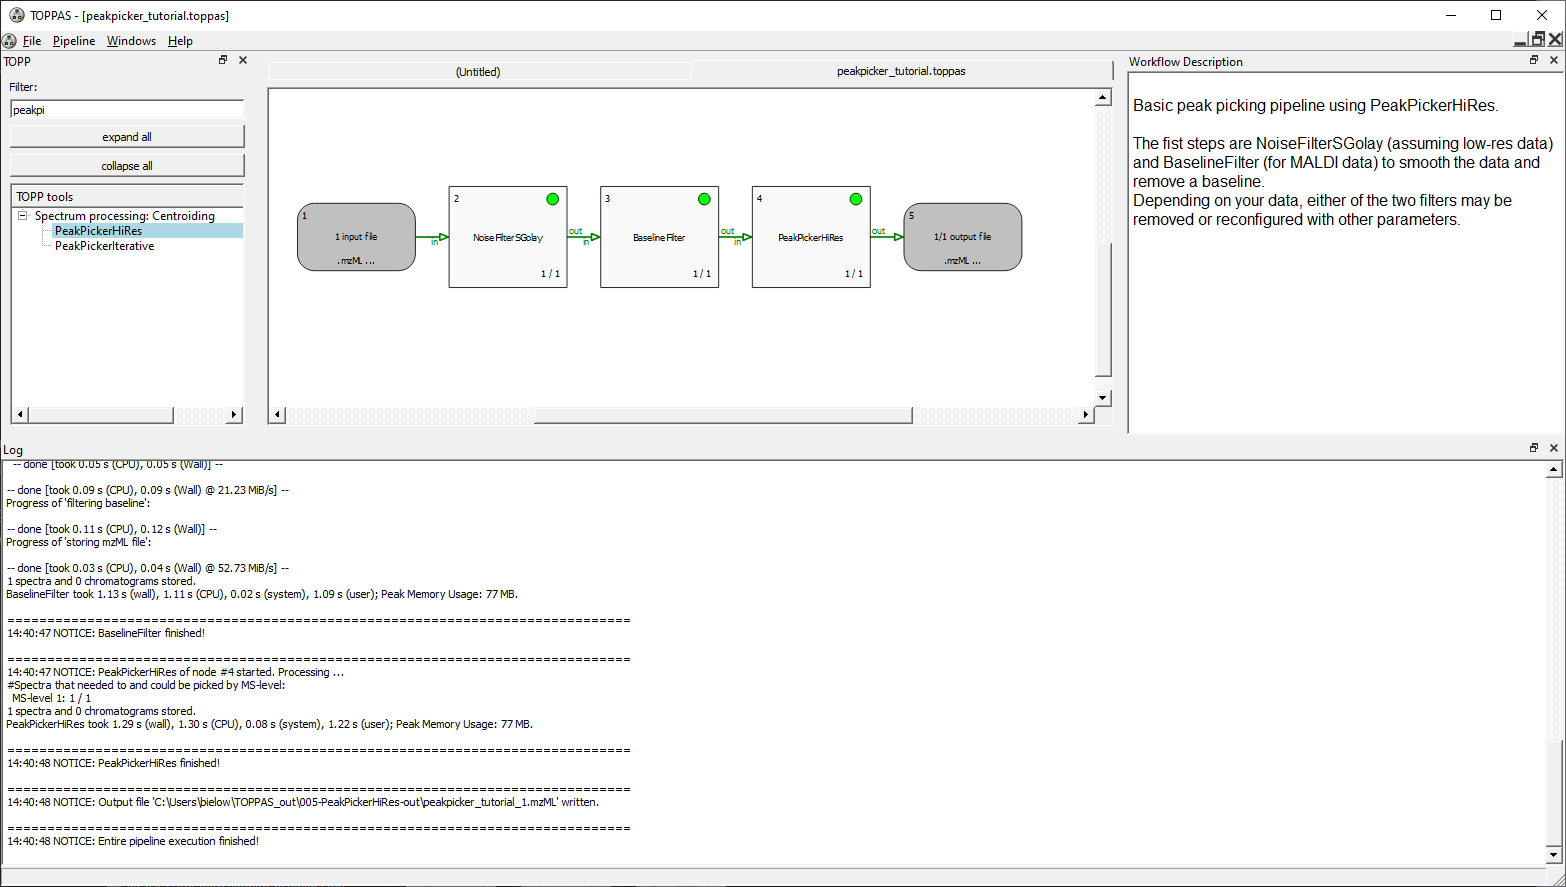 TOPPAS - [peakpicker_tutorial.toppas]
File Pipeline Windows Help
TOPP
Filter:
peakpi
expand all
collapse all
TOPP tools
Spectrum processing: Centroiding
PeakPickerHiRes
PeakPickerIterative
(Untitled)
peakpicker_tutorial.toppas
1
1 input file
.mzML ...
in
2
NoiseFilterSGolay
1 / 1
out
in
3
BaselineFilter
1 / 1
out
in
4
PeakPickerHiRes
1 / 1
out
5
1/1 output file
.mzML ...
Workflow Description
Basic peak picking pipeline using PeakPickerHiRes.
The fist steps are NoiseFilterSGolay (assuming low-res data)
and BaselineFilter (for MALDI data) to smooth the data and
remove a baseline.
Depending on your data, either of the two filters may be
removed or reconfigured with other parameters.
Log
-- done [took 0.05 s (CPU), 0.05 s (Wall)] --
-- done [took 0.09 s (CPU), 0.09 s (Wall) @ 21.23 MiB/s] --
Progress of 'filtering baseline':
-- done [took 0.11 s (CPU), 0.12 s (Wall)] --
Progress of 'storing mzML file':
-- done [took 0.03 s (CPU), 0.04 s (Wall) @ 52.73 MiB/s] --
1 spectra and 0 chromatograms stored.
BaselineFilter took 1.13 s (wall), 1.11 s (CPU), 0.02 s (system), 1.09 s (user); Peak Memory Usage: 77 MB.
==============================================================================
14:40:47 NOTICE: BaselineFilter finished!
==============================================================================
14:40:47 NOTICE: PeakPickerHiRes of node #4 started. Processing ...
#Spectra that needed to and could be picked by MS-level:
MS-level 1: 1 / 1
1 spectra and 0 chromatograms stored.
PeakPickerHiRes took 1.29 s (wall), 1.30 s (CPU), 0.08 s (system), 1.22 s (user); Peak Memory Usage: 77 MB.
==============================================================================
14:40:48 NOTICE: PeakPickerHiRes finished!
==============================================================================
14:40:48 NOTICE: Output file 'C:\Users\bielow\TOPPAS_out\005-PeakPickerHiRes-out\peakpicker_tutorial_1.mzML' written.
==============================================================================
14:40:48 NOTICE: Entire pipeline execution finished!